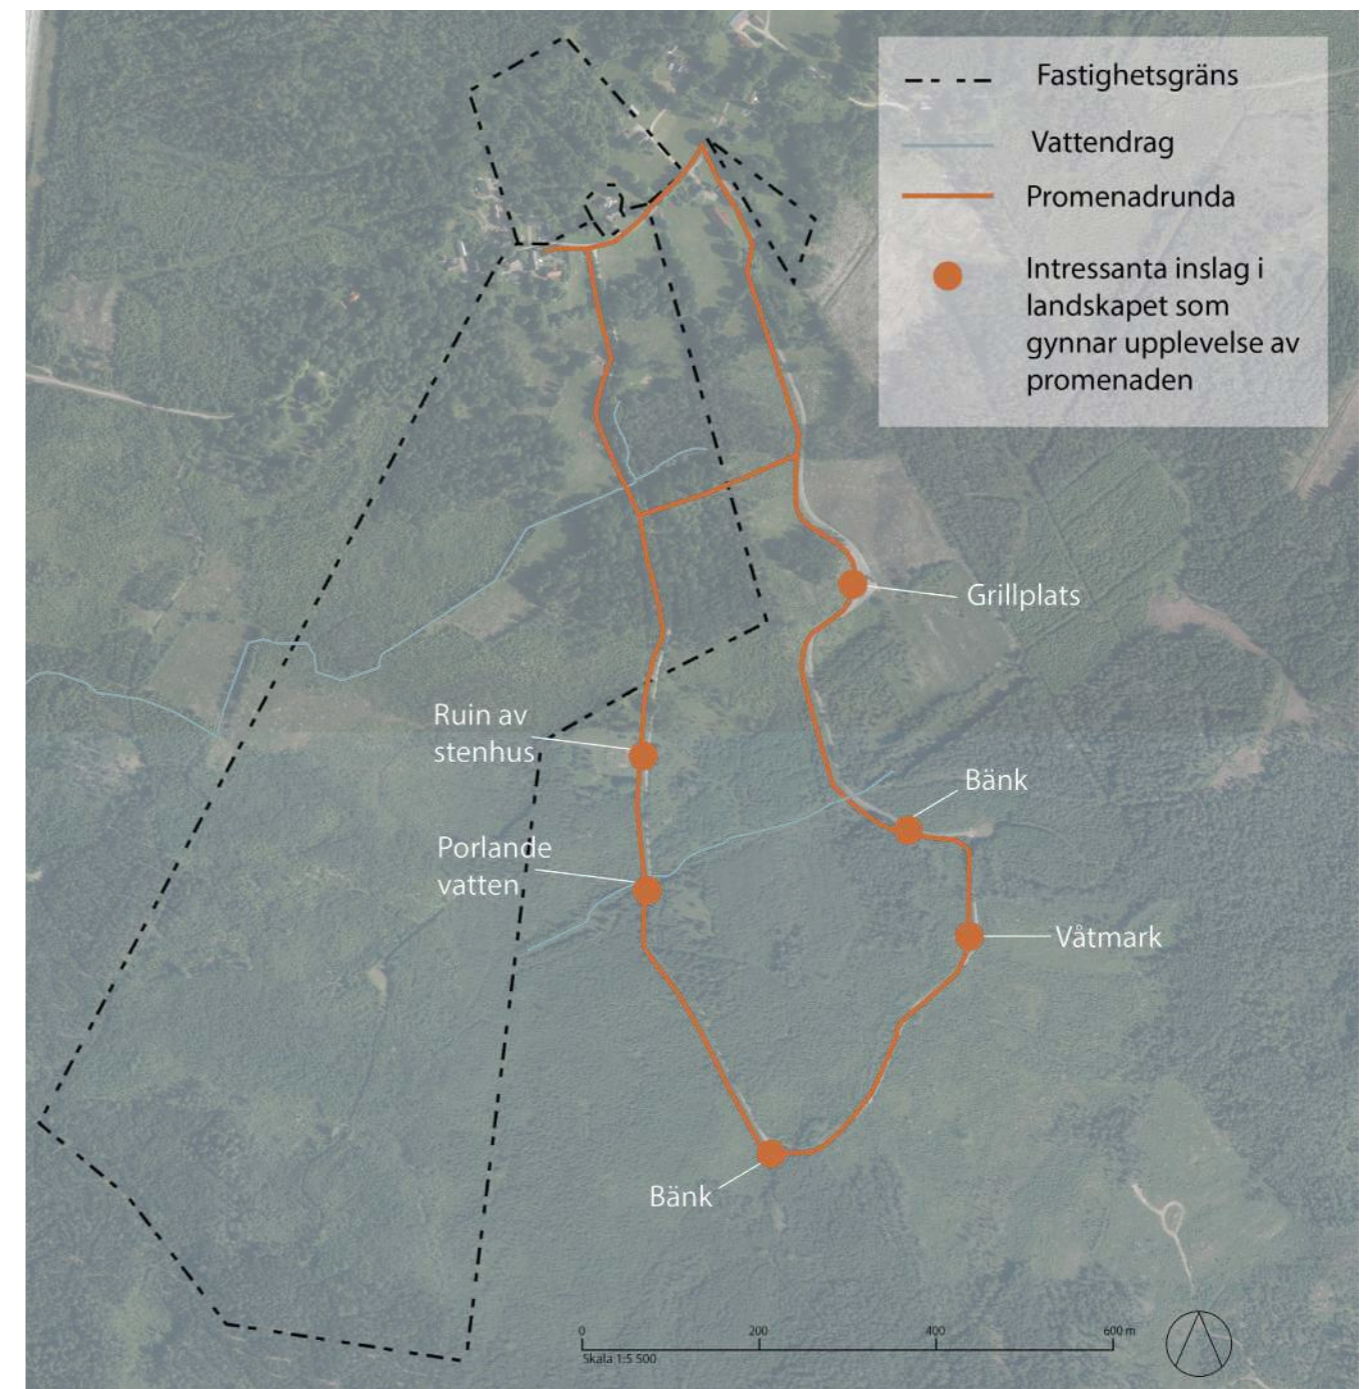 Fastighetsgräns
Vattendrag
Promenadrunda
Intressanta inslag i
landskapet som
gynnar upplevelse av
promenaden
Grillplats
Ruin av
stenhus
Bänk
Porlande
vatten
Våtmark
Bänk
0 200 400 600 m
Skala 1:5 500